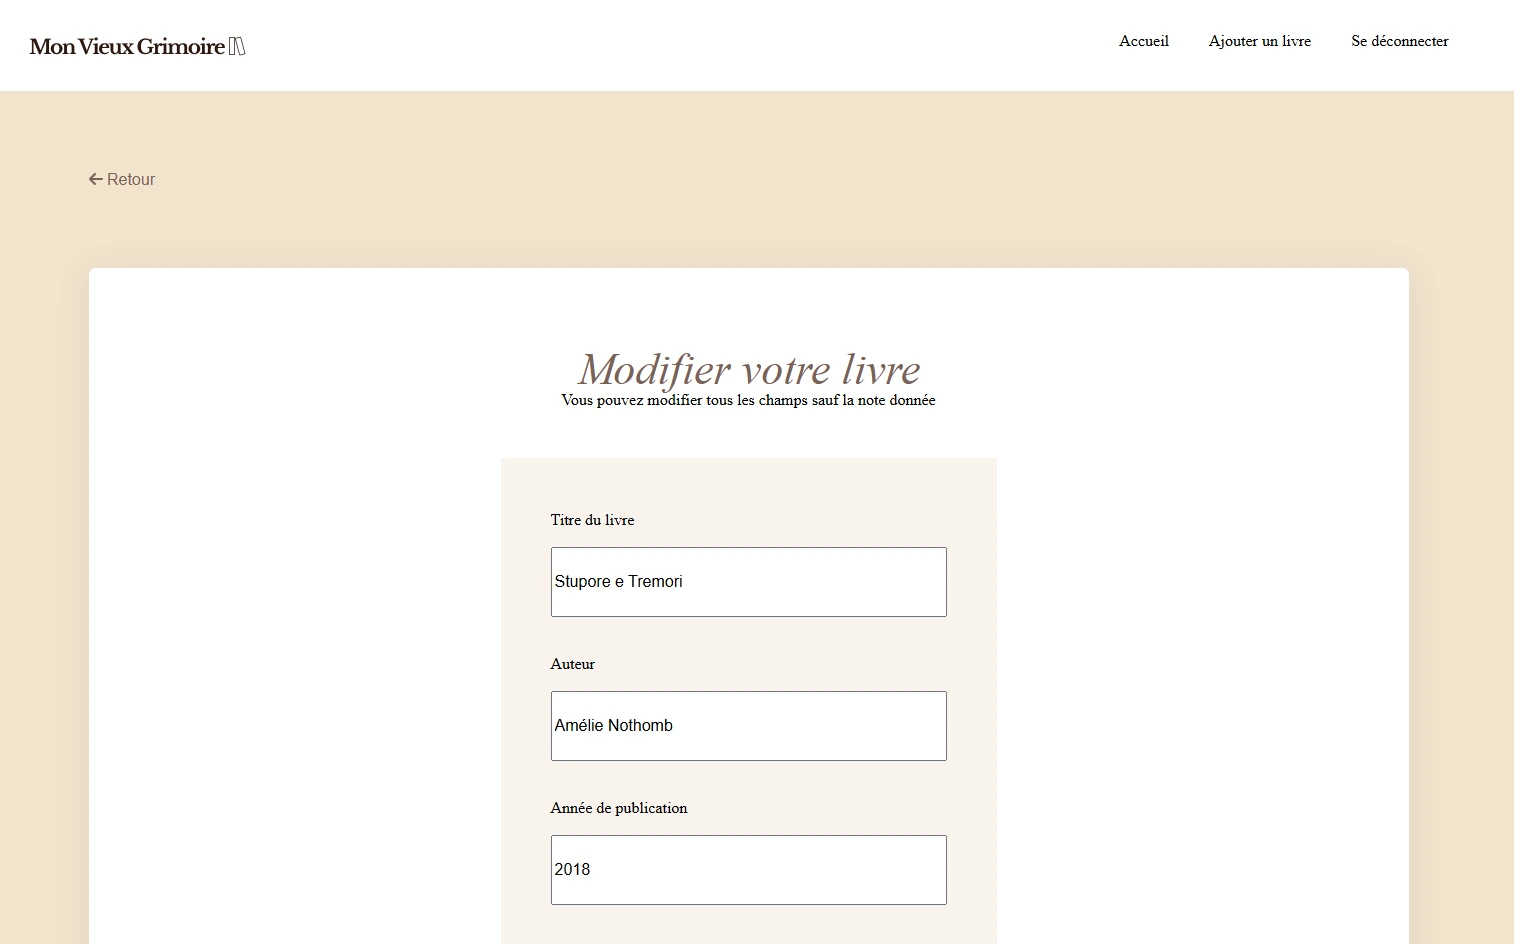 Mon Vieux Grimoire
Accueil
Ajouter un livre
Se déconnecter
Retour
Modifier votre livre
Vous pouvez modifier tous les champs sauf la note donnée
Titre du livre
Stupore e Tremori
Auteur
Amélie Nothomb
Année de publication
2018